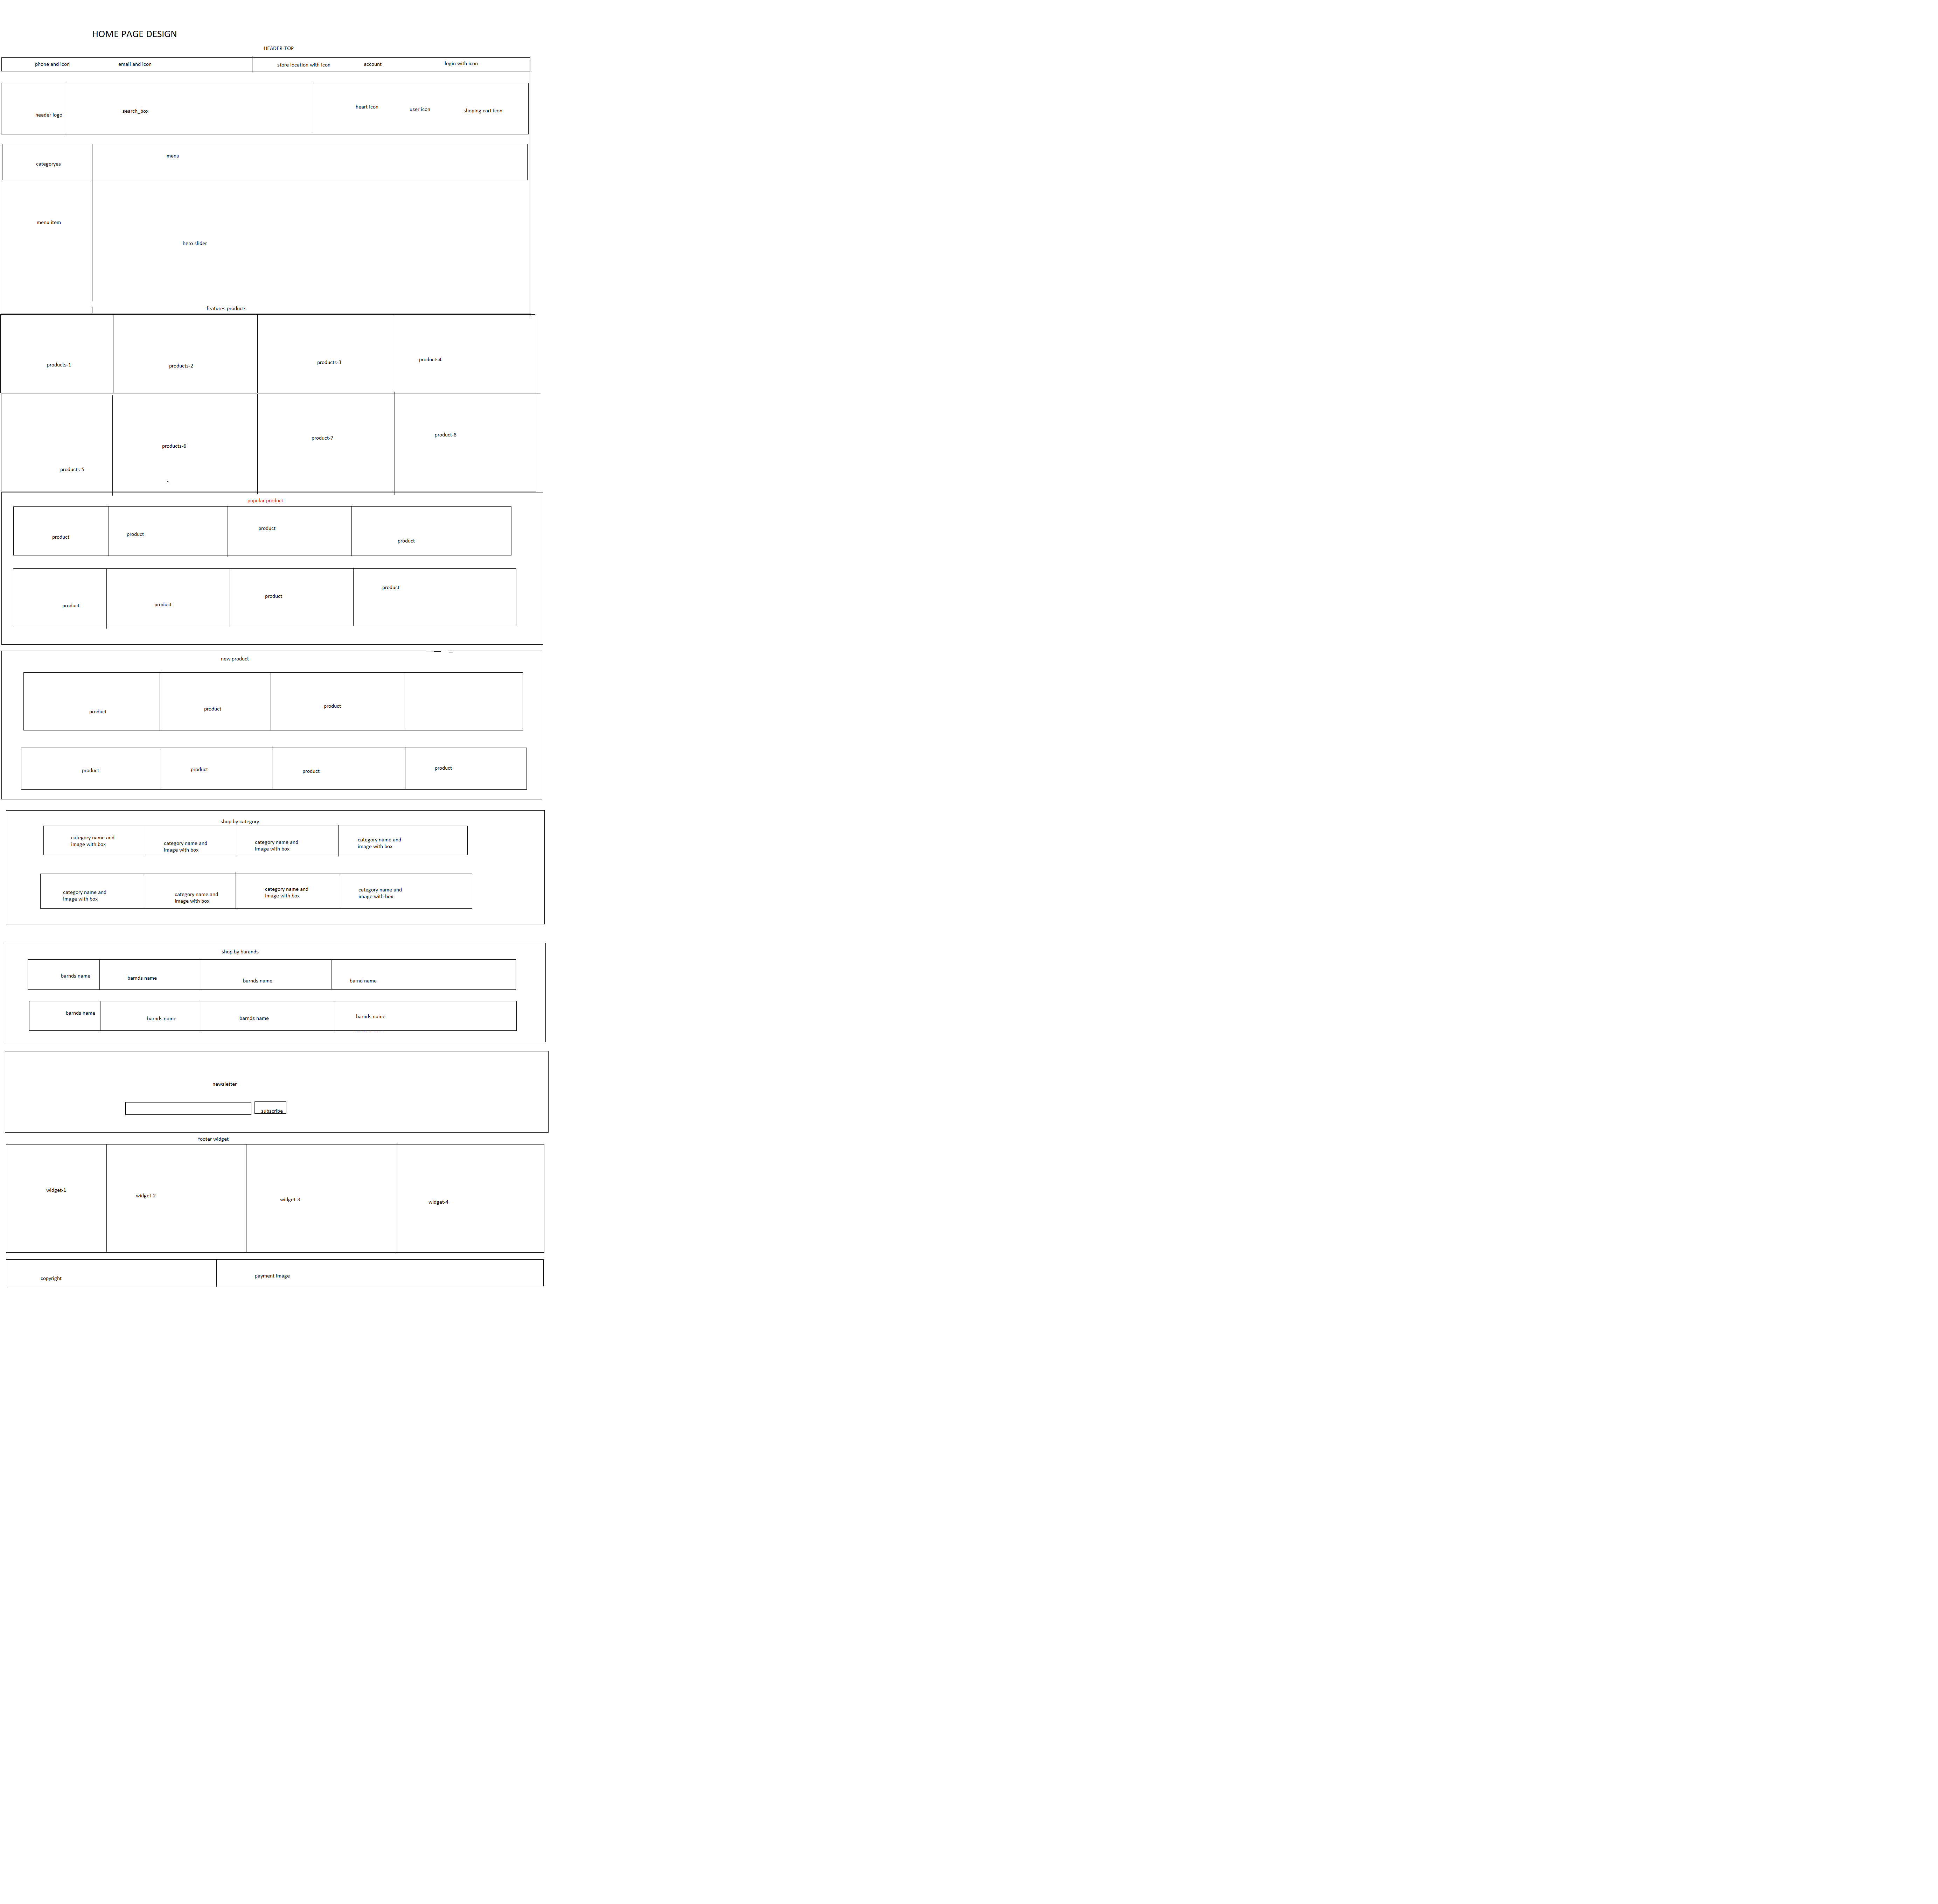 HOME PAGE DESIGN
HEADER-TOP
phone and icon
email and icon
store location with icon
account
login with icon
header logo
search_box
heart icon
user icon
shoping cart icon
categoryes
menu
menu item
hero slider
features products
products-1
products-2
products-3
products4
products-5
products-6
product-7
product-8
~
popular product
product
product
product
product
product
product
product
product
new product
product
product
product
product
product
product
product
shop by category
category name and
image with box
category name and
image with box
category name and
image with box
category name and
image with box
category name and
image with box
category name and
image with box
category name and
image with box
category name and
image with box
shop by barands
barnds name
barnds name
barnds name
barnd name
barnds name
barnds name
barnds name
barnds name
newsletter
subscribe
footer widget
widget-1
widget-2
widget-3
widget-4
copyright
payment image